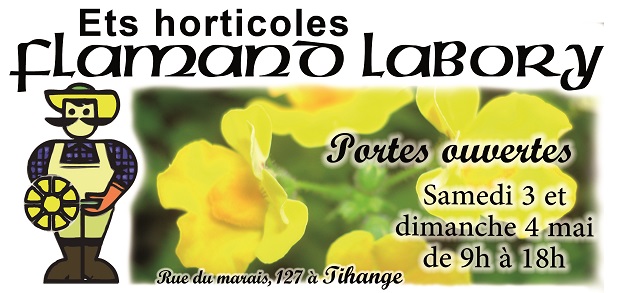 Ets horticoles
Flamand Labory
Portes ouvertes
Samedi 3 et
dimanche 4 mai
de 9h à 18h
Rue du marais, 127 à Tihange